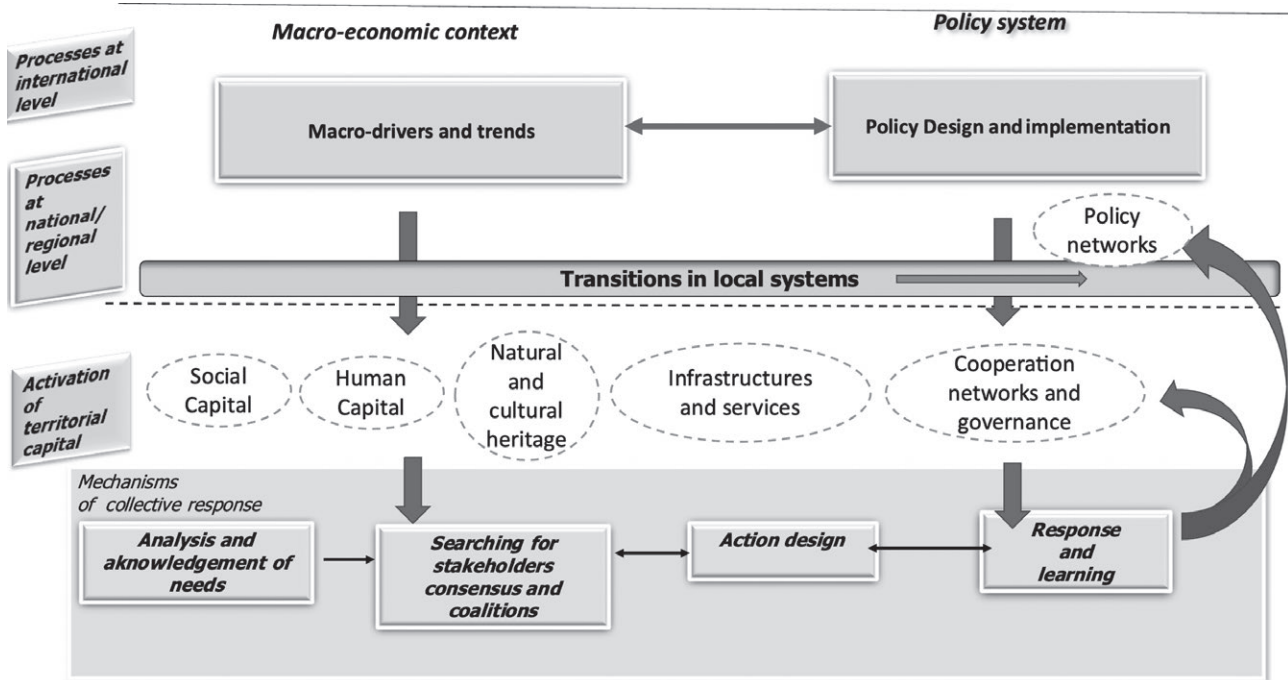 Macro-economic context
Policy system
Processes at
international
level
Macro-drivers and trends
Policy Design and implementation
Processes
at
national/
regional
level
Policy
networks
Transitions in local systems
Activation
of
territorial
capital
Social
Capital
Human
Capital
Natural
and
cultural
heritage
Infrastructures
and services
Cooperation
networks and
governance
Mechanisms
of collective response
Analysis and
aknowledgement of
needs
Searching for
stakeholders
consensus and
coalitions
Action design
Response
and
learning